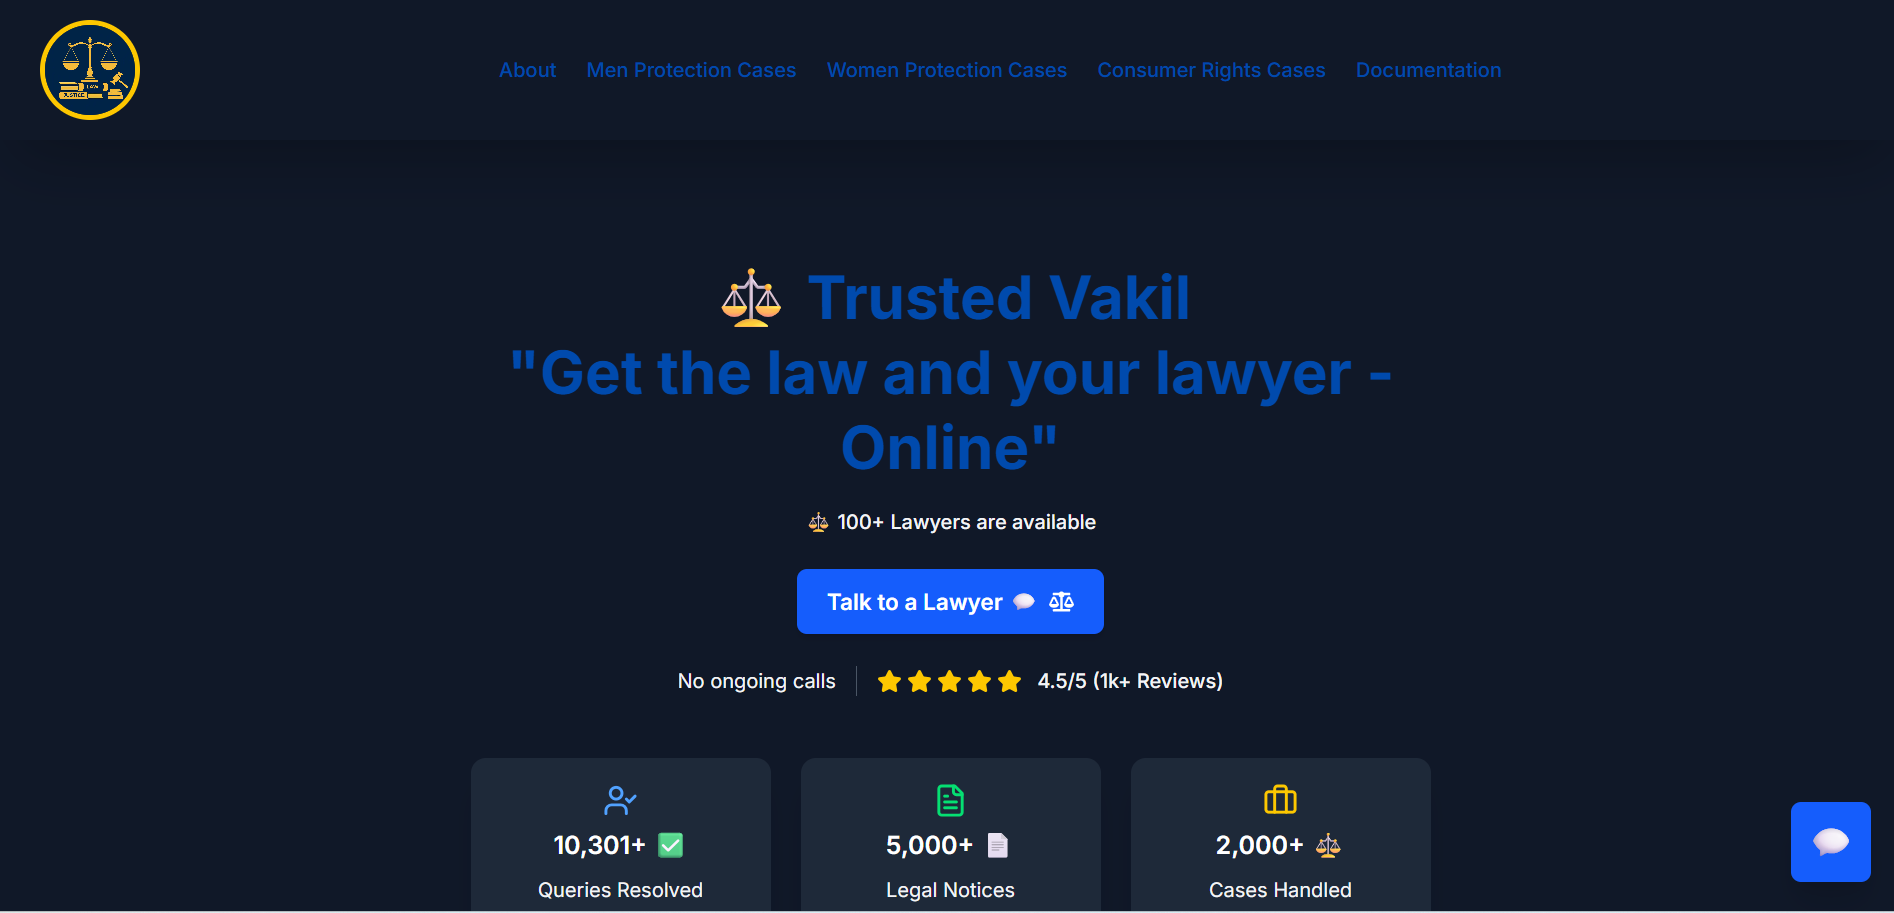 JUSTICE
LAW
About
Men Protection Cases
Women Protection Cases
Consumer Rights Cases
Documentation
Trusted Vakil
"Get the law and your lawyer -
Online"
100+ Lawyers are available
Talk to a Lawyer
No ongoing calls
4.5/5 (1k+ Reviews)
10,301+
Queries Resolved
5,000+
Legal Notices
2,000+
Cases Handled